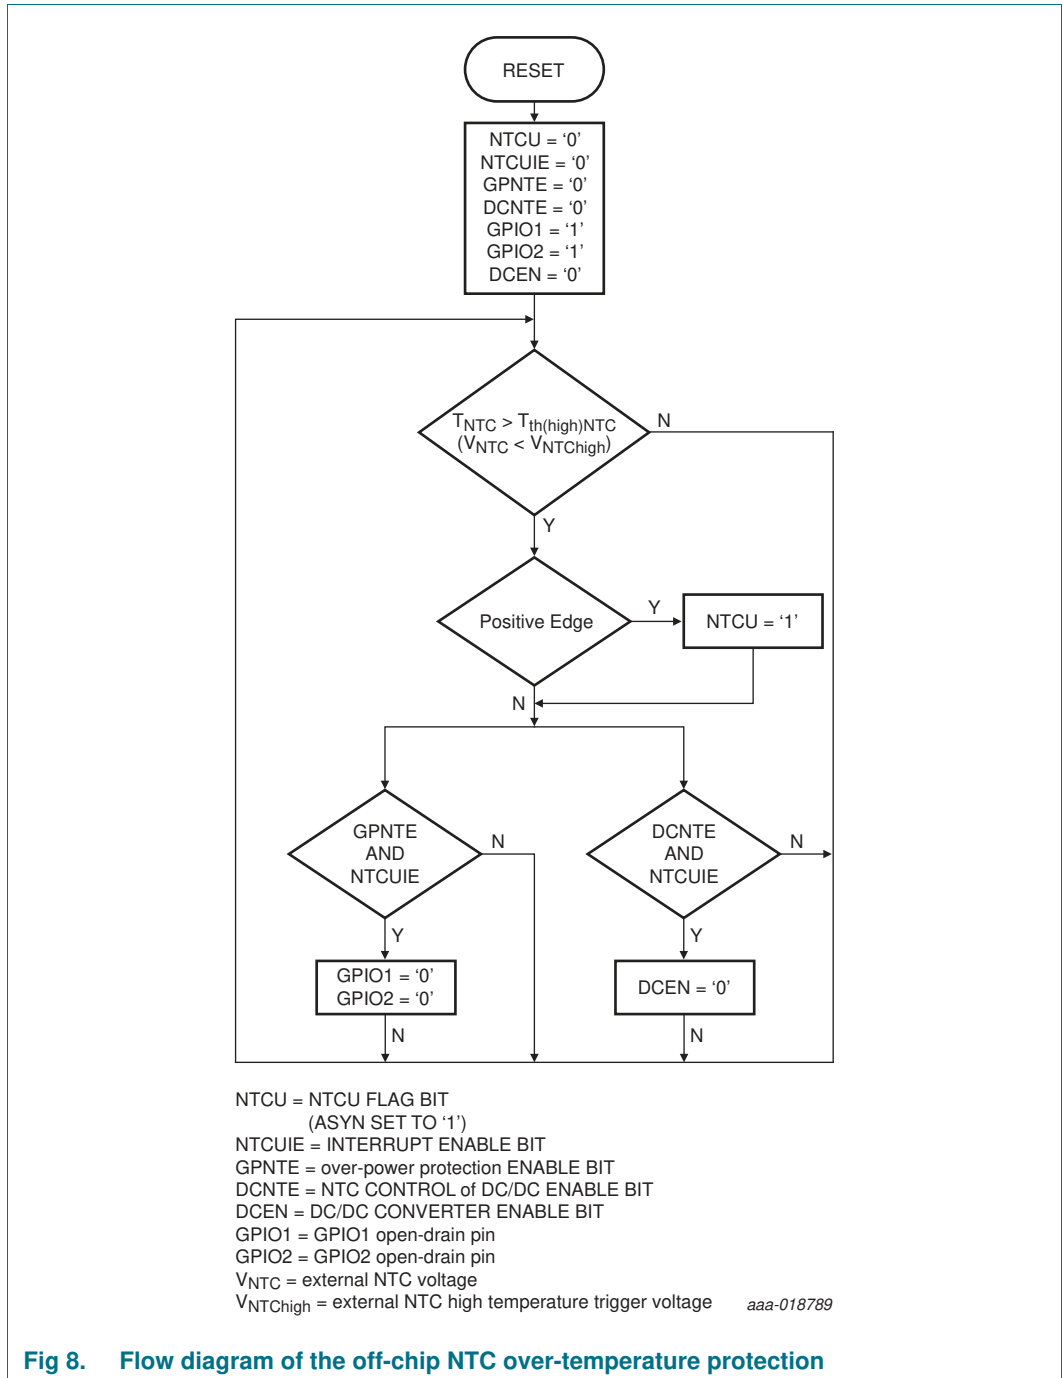 RESET
NTCU = ‘0’
NTCUIE = ‘0’
GPNTE = ‘0’
DCNTE = ‘0’
GPIO1 = ‘1’
GPIO2 = ‘1’
DCEN = ‘0’
TNTC > Tth(high)NTC
(VNTC < VNTChigh)
N
Y
Positive Edge
Y
NTCU = ‘1’
N
GPNTE
AND
NTCUIE
N
DCNTE
AND
NTCUIE
N
Y
Y
GPIO1 = ‘0’
GPIO2 = ‘0’
DCEN = ‘0’
N
N
NTCU = NTCU FLAG BIT
(ASYN SET TO ‘1’)
NTCUIE = INTERRUPT ENABLE BIT
GPNTE = over-power protection ENABLE BIT
DCNTE = NTC CONTROL of DC/DC ENABLE BIT
DCEN = DC/DC CONVERTER ENABLE BIT
GPIO1 = GPIO1 open-drain pin
GPIO2 = GPIO2 open-drain pin
VNTC = external NTC voltage
VNTChigh = external NTC high temperature trigger voltage aaa-018789
Fig 8. Flow diagram of the off-chip NTC over-temperature protection